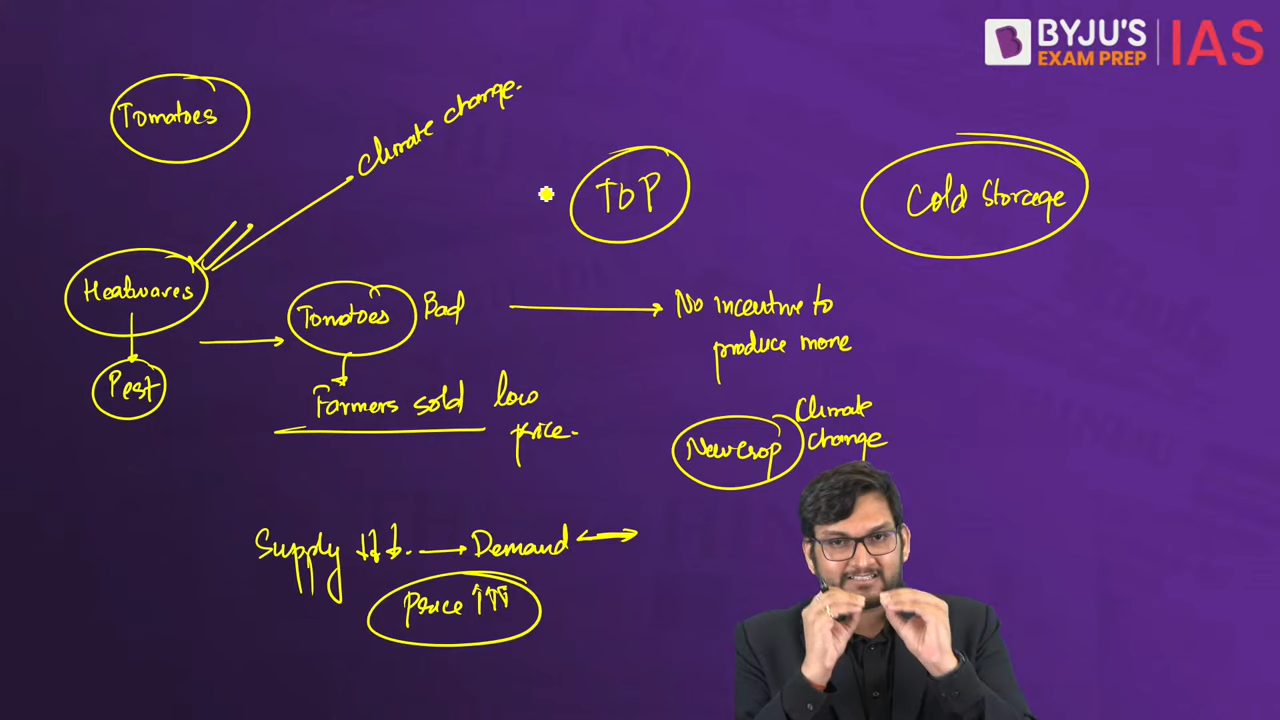 BYJU'S
EXAM PREP
IAS
Tomatoes
Climate change.
TOP
Cold Storage
Heatwaves
Pest
Tomatoes Bad
No incentive to
produce more
Farmers sold low
price.
New crop
Climate
change
Supply ↓↓↓. → Demand ↔
Price ↑↑↑